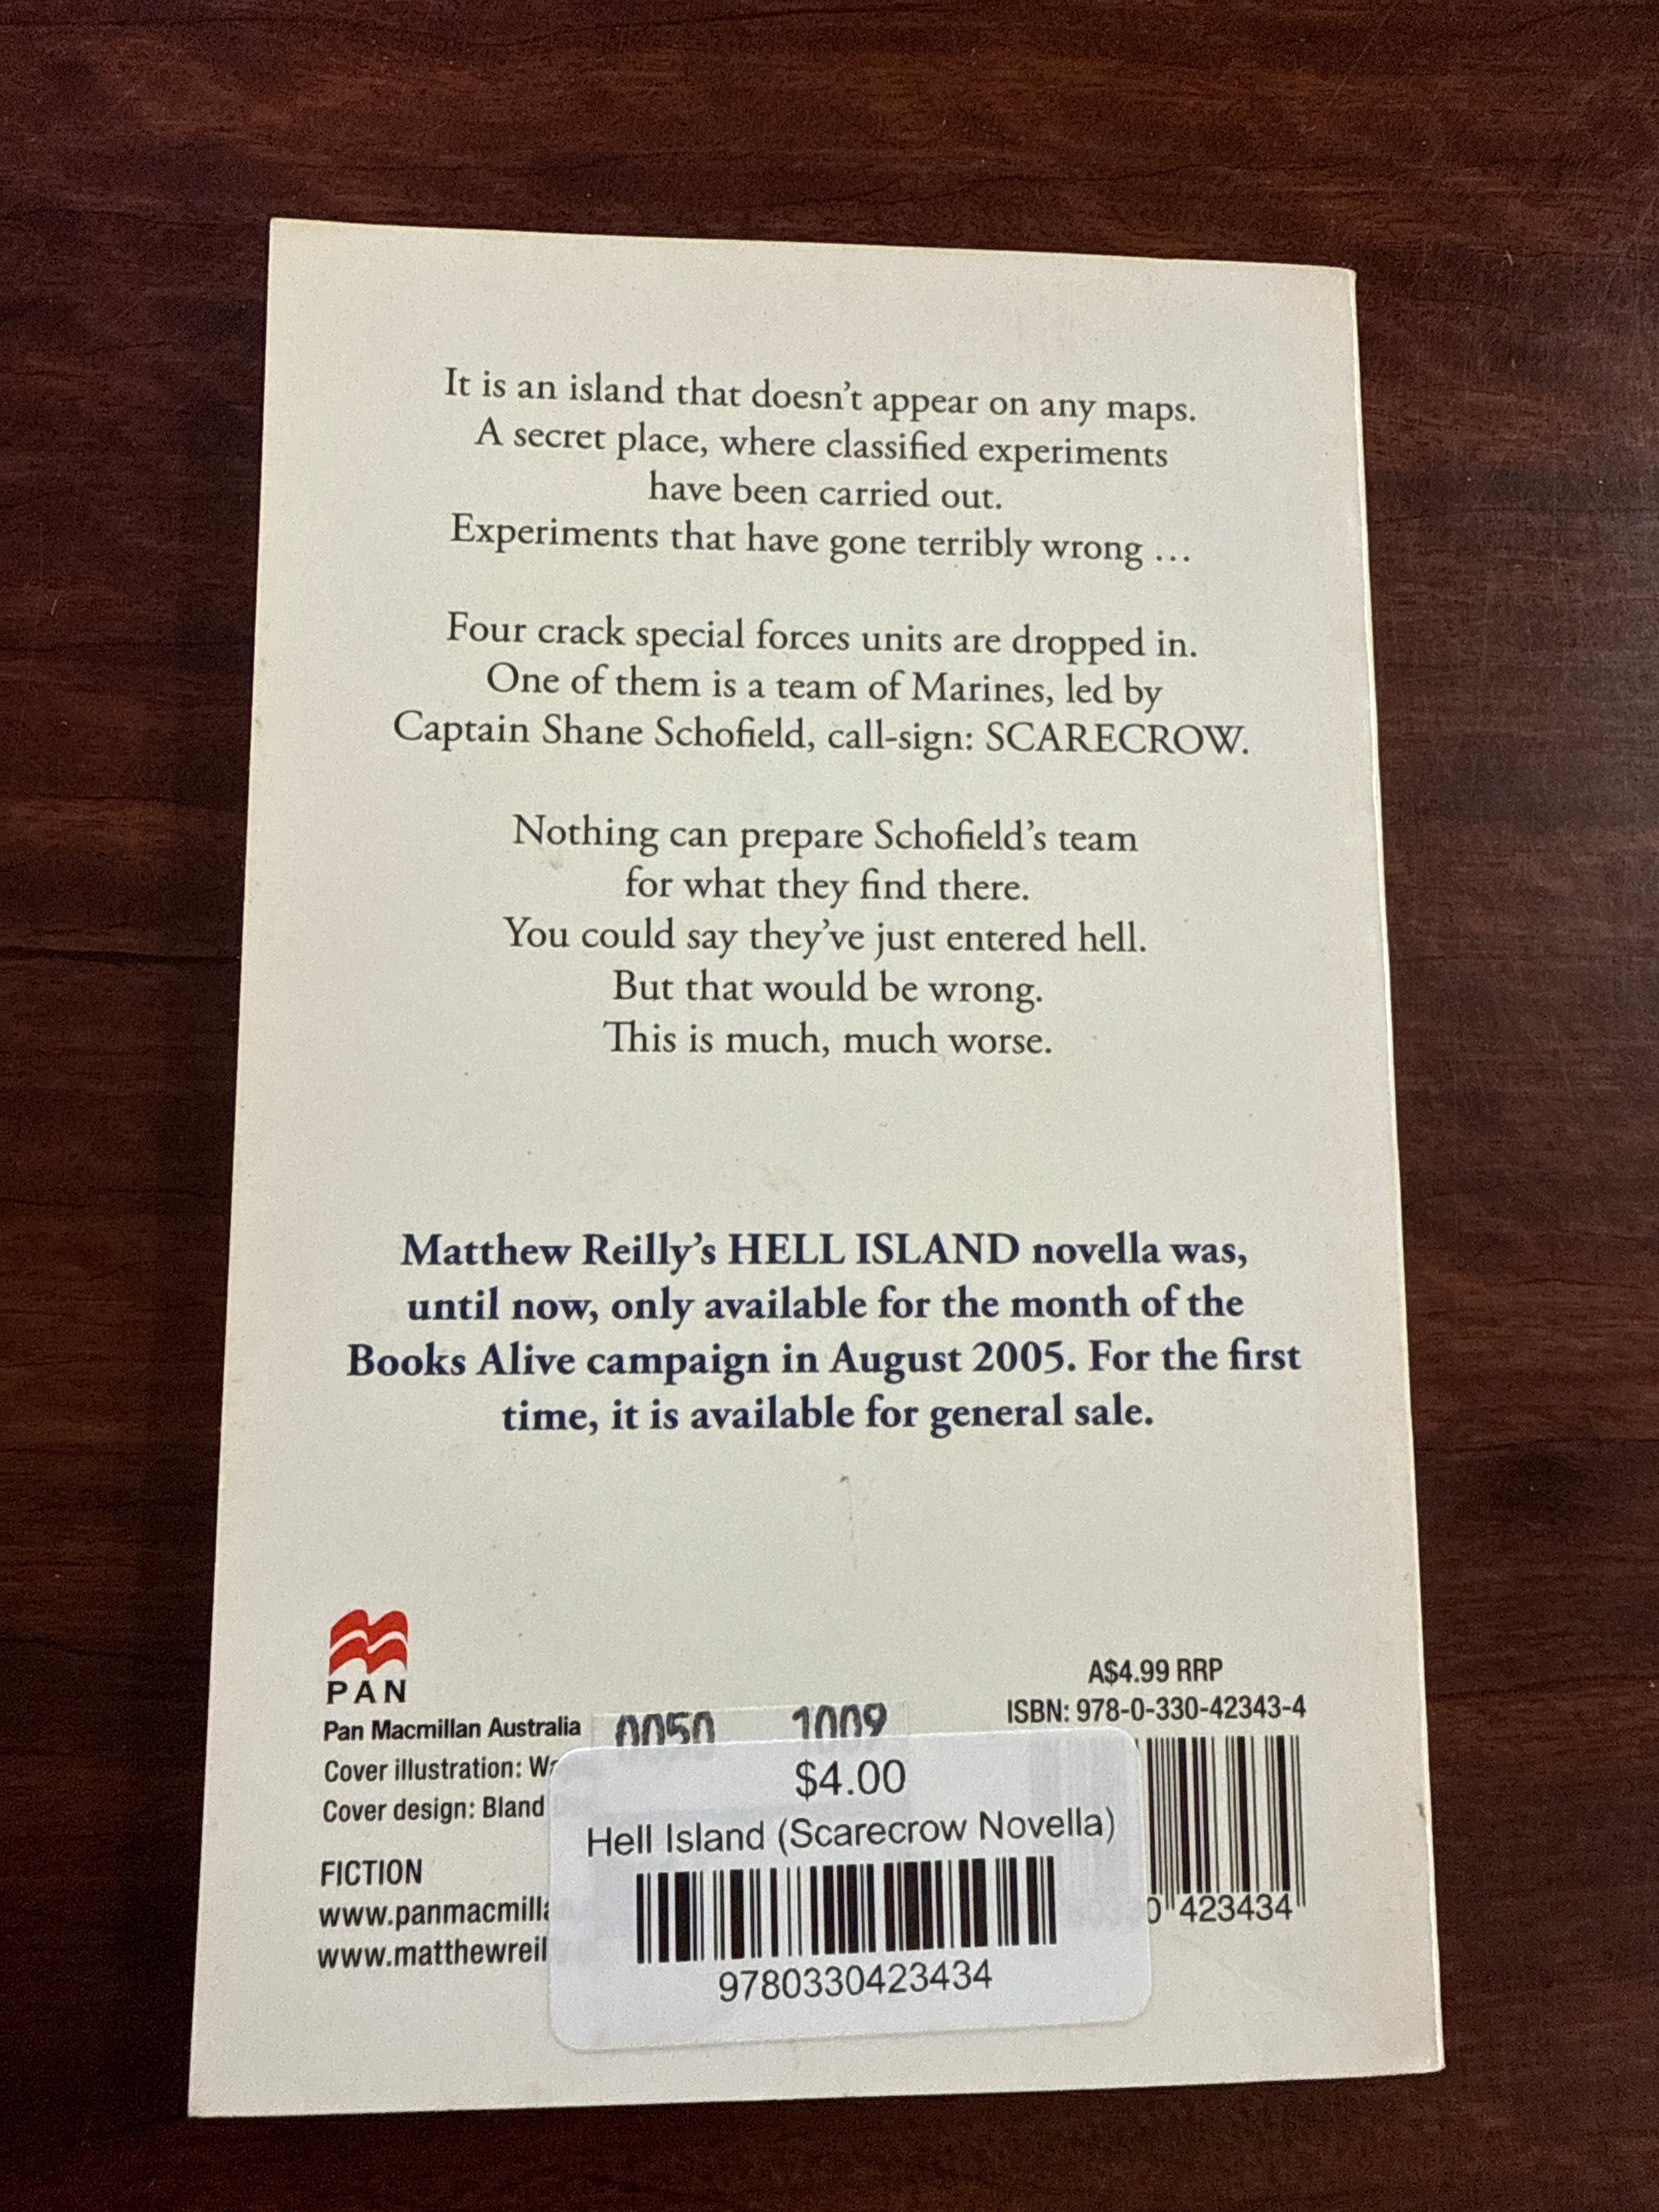 It is an island that doesn’t appear on any maps.
A secret place, where classified experiments
have been carried out.
Experiments that have gone terribly wrong ...
Four crack special forces units are dropped in.
One of them is a team of Marines, led by
Captain Shane Schofield, call-sign: SCARECROW.
Nothing can prepare Schofield’s team
for what they find there.
You could say they’ve just entered hell.
But that would be wrong.
This is much, much worse.
Matthew Reilly’s HELL ISLAND novella was,
until now, only available for the month of the
Books Alive campaign in August 2005. For the first
time, it is available for general sale.
PAN
Pan Macmillan Australia
Cover illustration:
Cover design: Bland
FICTION
A$4.99 RRP
ISBN: 978-0-330-42343-4
0050 1009
$4.00
Hell Island (Scarecrow Novella)
9780330423434
423434